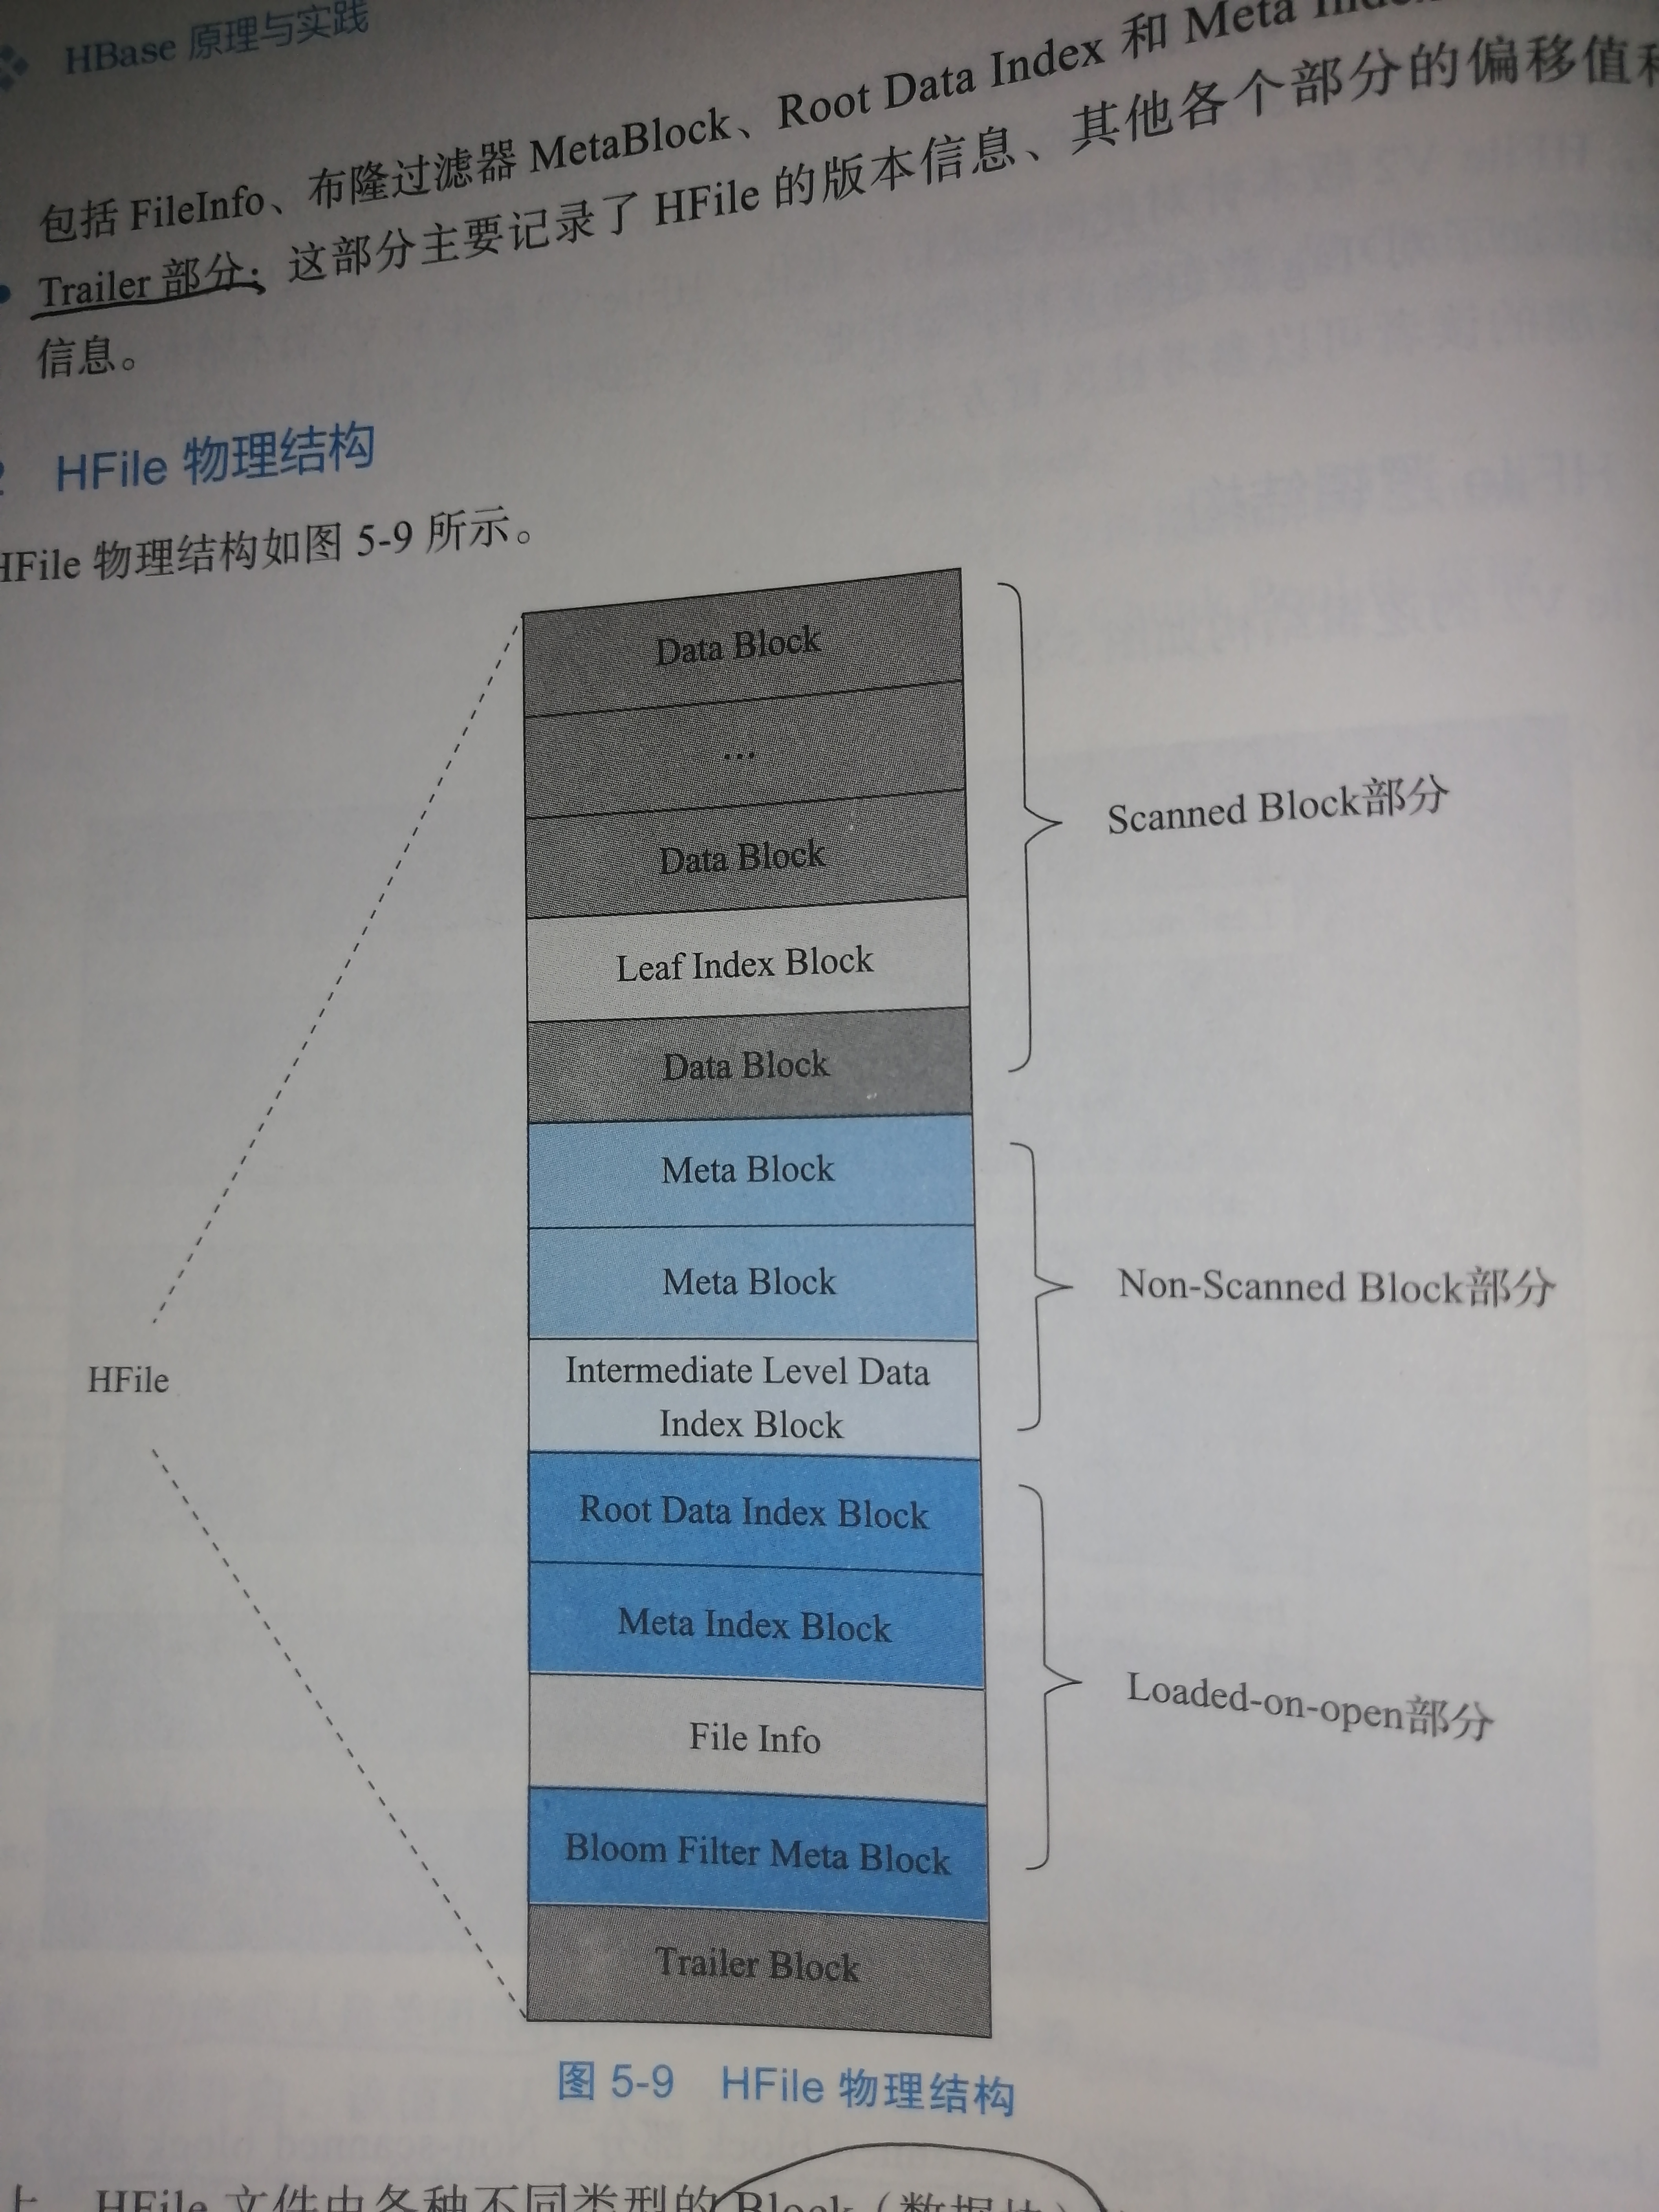 HBase 原理与实践
包括 FileInfo、布隆过滤器 MetaBlock、Root Data Index 和 Meta
Trailer 部分：这部分主要记录了 HFile 的版本信息、其他各个部分的偏移值
信息。
HFile 物理结构
HFile 物理结构如图 5-9 所示。
Data Block
...
Data Block
Leaf Index Block
Data Block
Scanned Block部分
Meta Block
Meta Block
Intermediate Level Data
Index Block
Non-Scanned Block部分
HFile
Root Data Index Block
Meta Index Block
File Info
Bloom Filter Meta Block
Loaded-on-open部分
Trailer Block
图 5-9 HFile 物理结构
上，HFile 文件由各种不同类型的 Block（数据块）